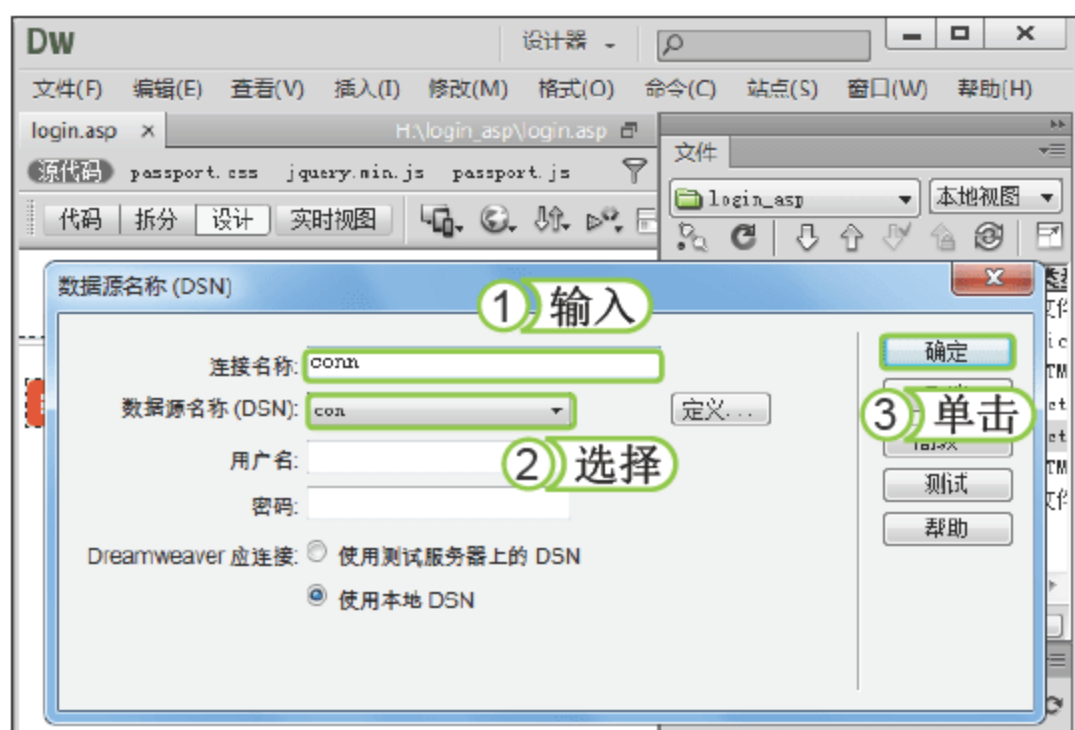 Dw 设计器
文件(F) 编辑(E) 查看(V) 插入(I) 修改(M) 格式(O) 命令(C) 站点(S) 窗口(W) 帮助(H)
login.asp × H:\login_asp\login.asp
文件
源代码 passport.css jquery.min.js passport.js
login_asp 本地视图
代码 拆分 设计 实时视图
数据源名称 (DSN)
① 输入
连接名称: conn
确定
数据源名称 (DSN): con 定义...
③ 单击
用户名:
② 选择
密码:
测试
帮助
Dreamweaver 应连接: 使用测试服务器上的 DSN
使用本地 DSN